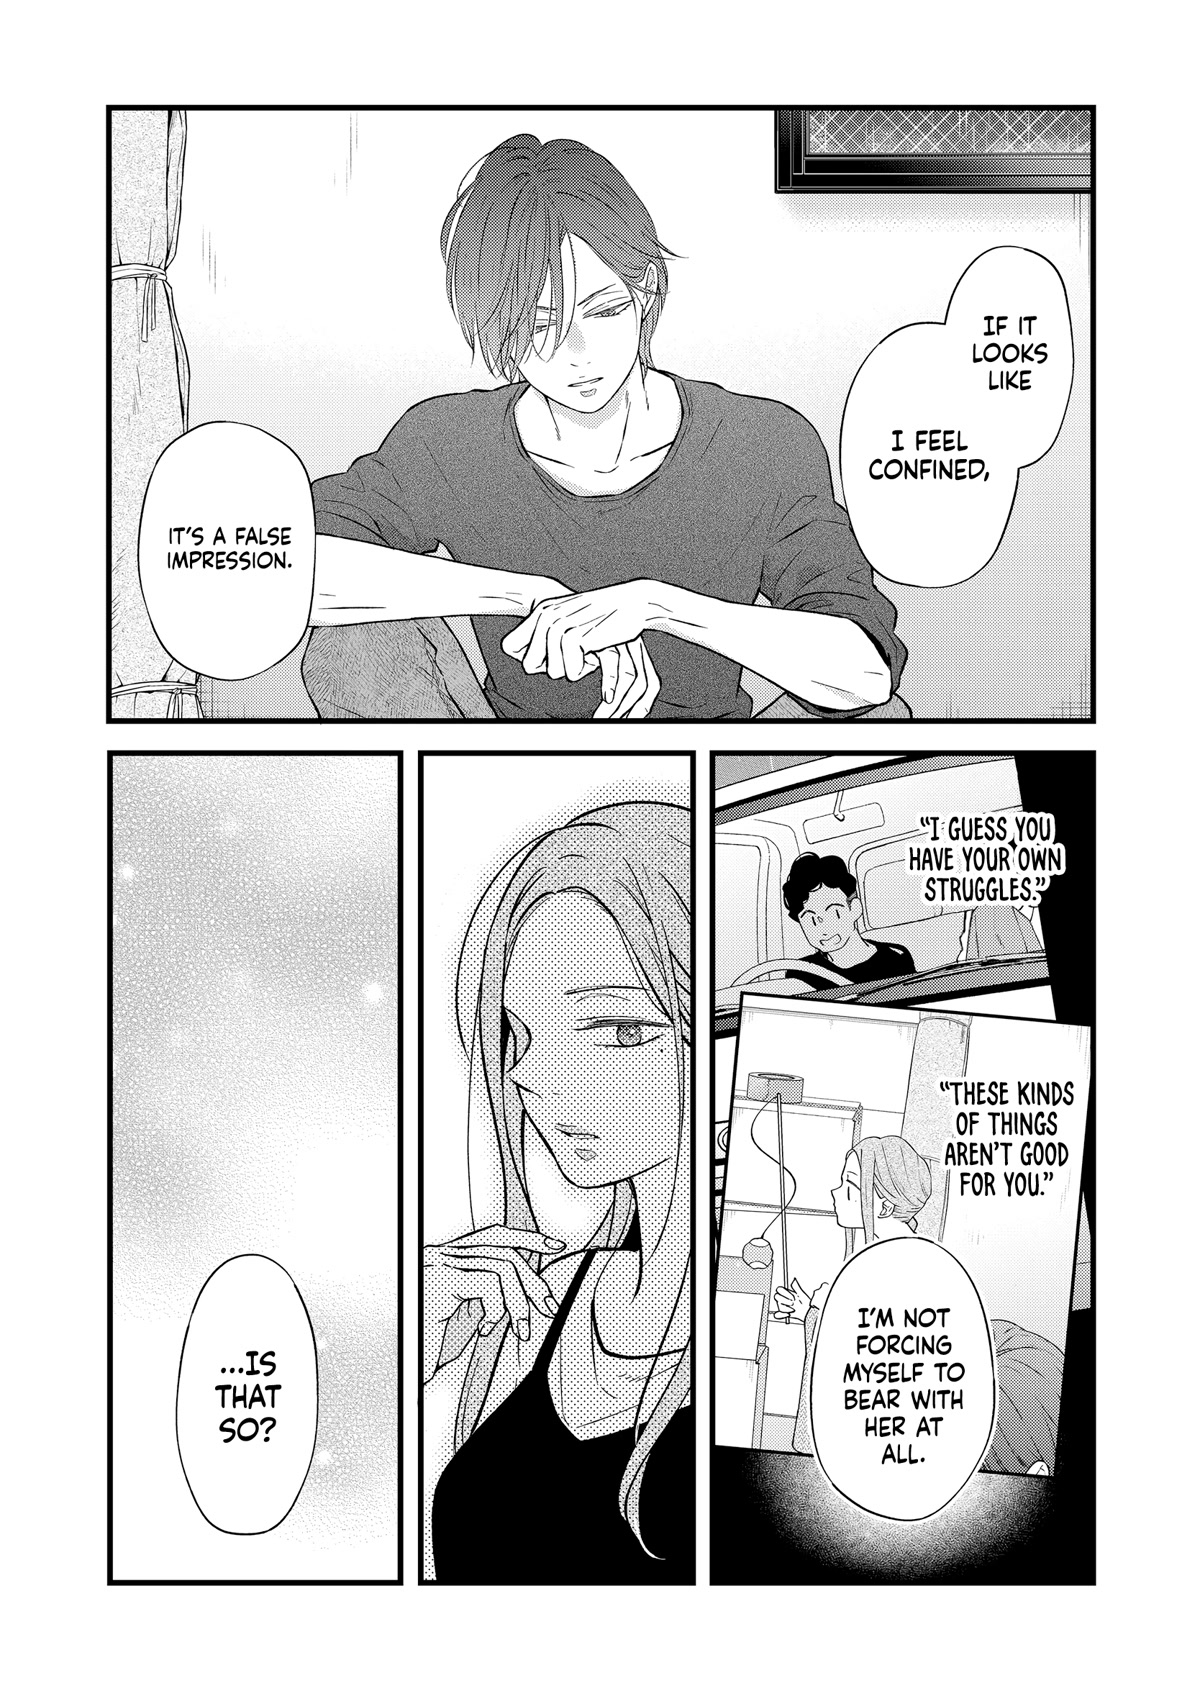 IF IT
LOOKS
LIKE
I FEEL
CONFINED,
IT'S A FALSE
IMPRESSION.
"I GUESS YOU
HAVE YOUR OWN
STRUGGLES."
"THESE KINDS
OF THINGS
AREN'T GOOD
FOR YOU."
I'M NOT
FORCING
MYSELF TO
BEAR WITH
HER AT
ALL.
...IS
THAT
SO?